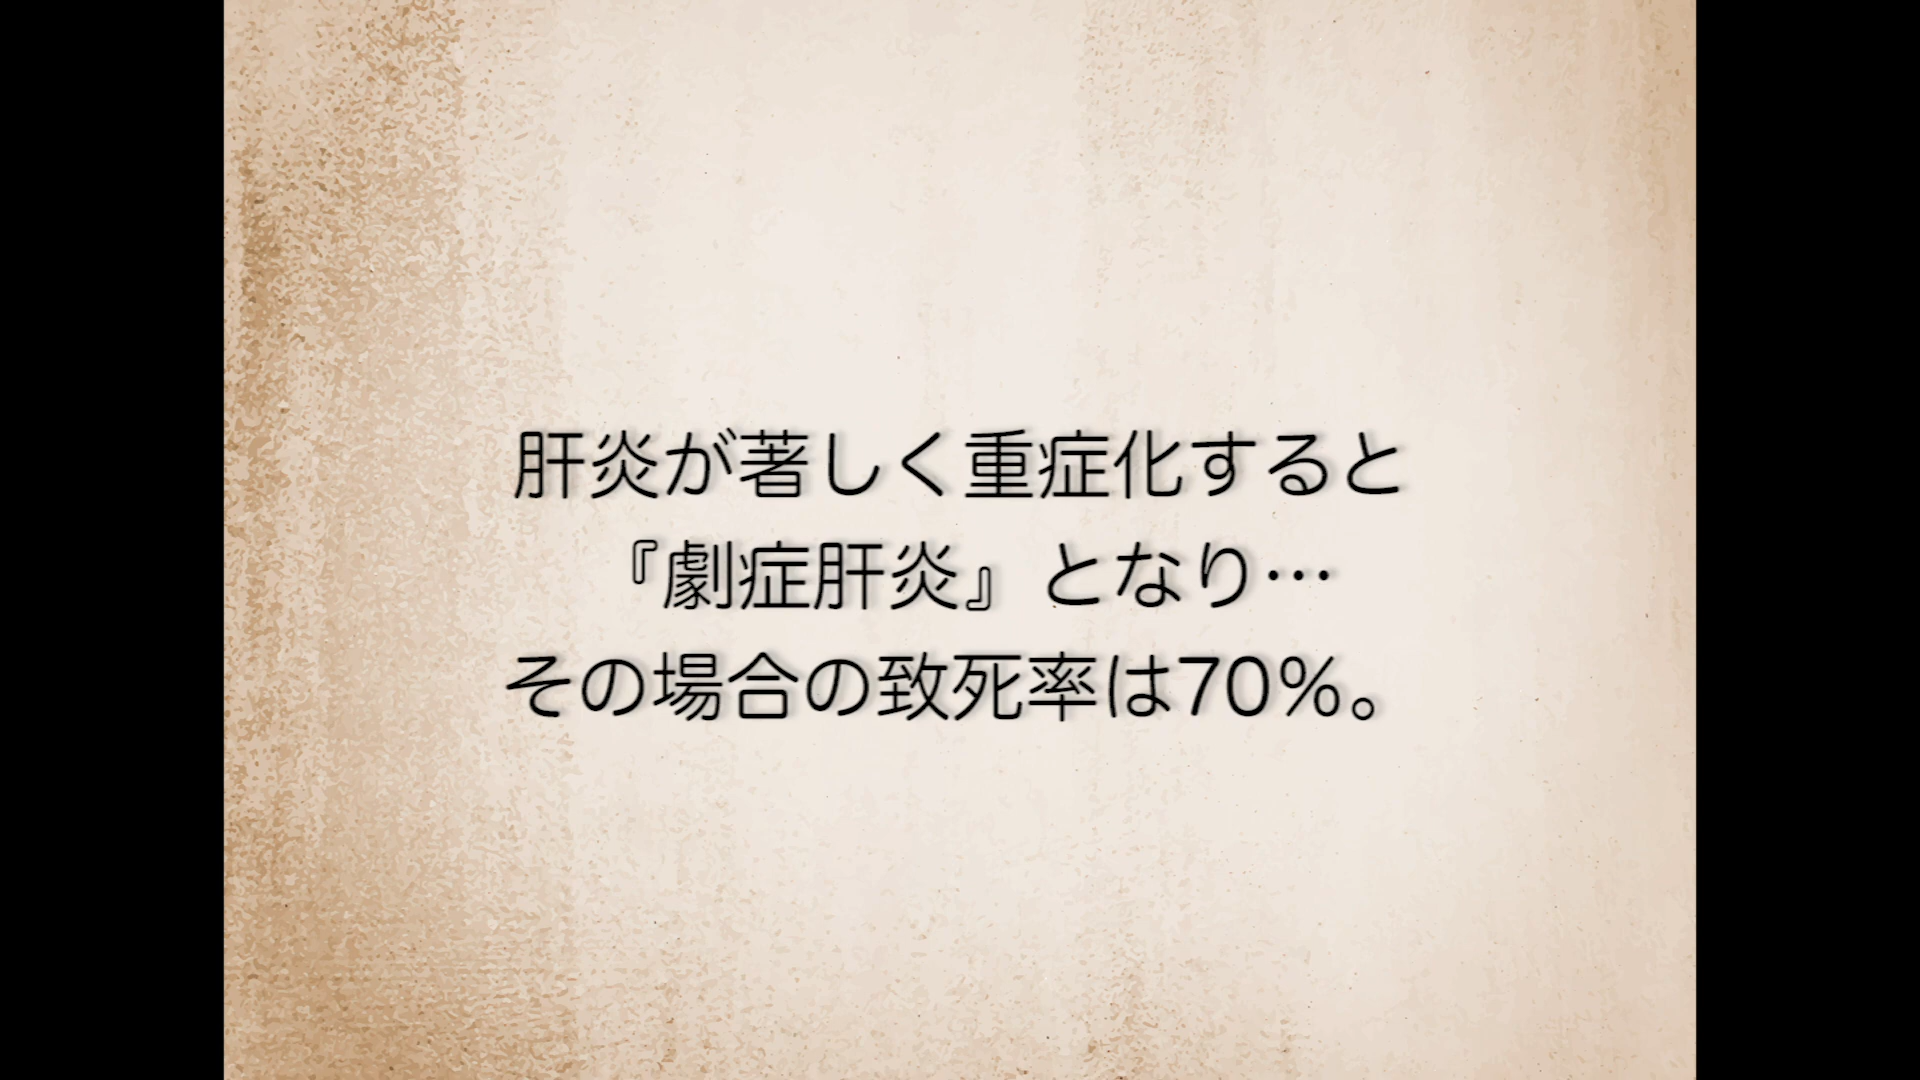 肝炎が著しく重症化すると
『劇症肝炎』となり…
その場合の致死率は70%。